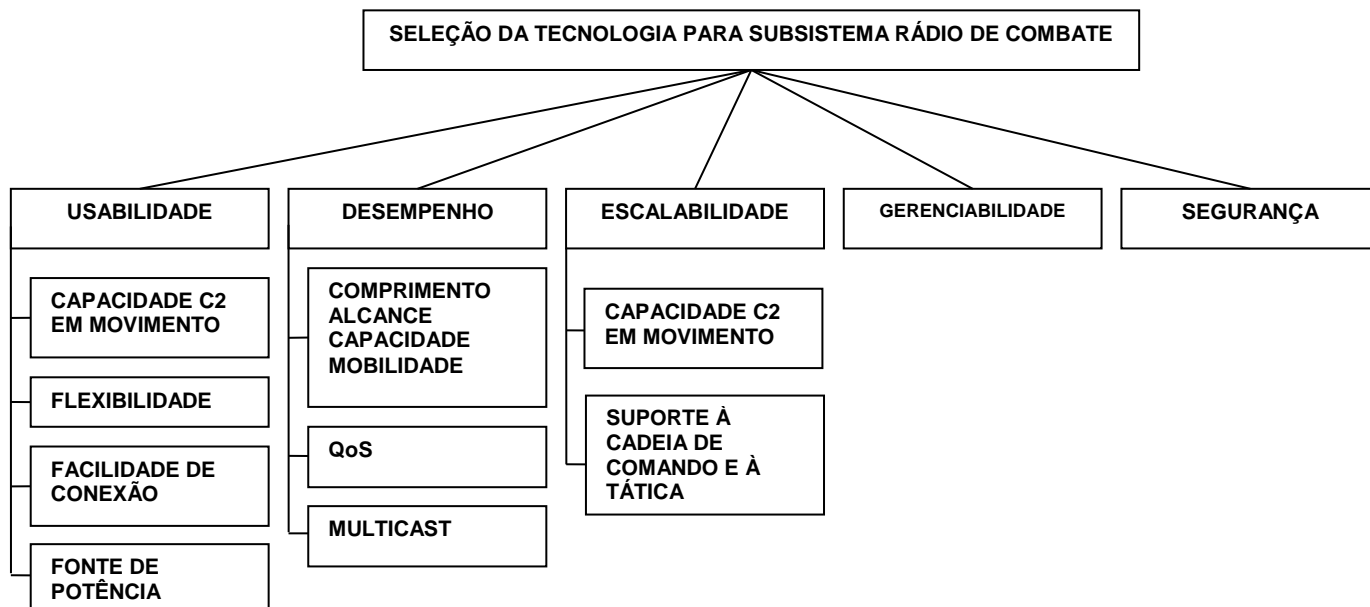 SELEÇÃO DA TECNOLOGIA PARA SUBSISTEMA RÁDIO DE COMBATE
USABILIDADE
DESEMPENHO
ESCALABILIDADE
GERENCIABILIDADE
SEGURANÇA
CAPACIDADE C2
EM MOVIMENTO
FLEXIBILIDADE
FACILIDADE DE
CONEXÃO
FONTE DE
POTÊNCIA
COMPRIMENTO
ALCANCE
CAPACIDADE
MOBILIDADE
QoS
MULTICAST
CAPACIDADE C2
EM MOVIMENTO
SUPORTE À
CADEIA DE
COMANDO E À
TÁTICA